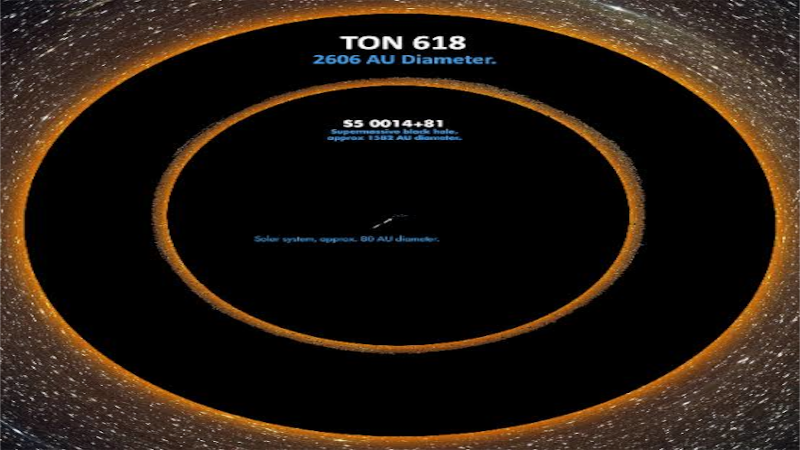 TON 618
2606 AU Diameter.
S5 0014+81
Supermassive black hole,
approx 1582 AU diameter.
Solar system, approx. 80 AU diameter.